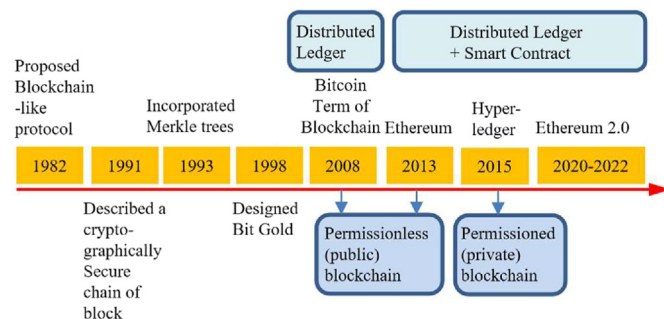 Distributed
Ledger
Distributed Ledger
+ Smart Contract
Proposed
Blockchain
-like
protocol
Incorporated
Merkle trees
Bitcoin
Term of
Blockchain
Ethereum
Hyper-
ledger
Ethereum 2.0
1982
1991
1993
1998
2008
2013
2015
2020-2022
Described a
crypto-
graphically
Secure
chain of
block
Designed
Bit Gold
Permissionless
(public)
blockchain
Permissioned
(private)
blockchain